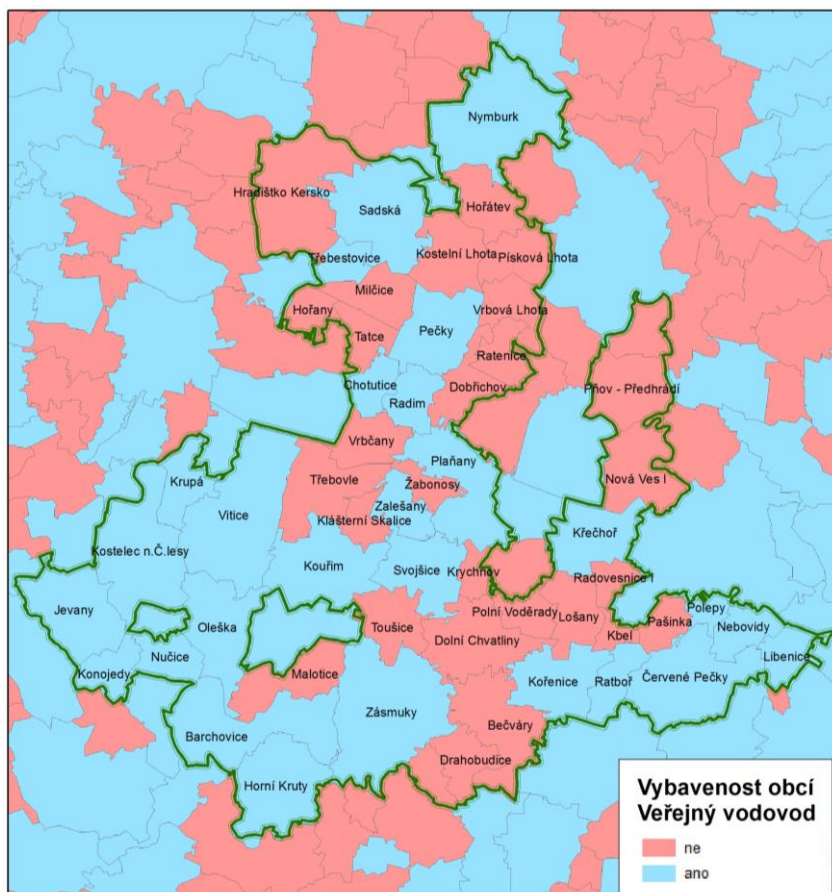 Nymburk
Hradištko Kersko
Sadská
Hořátev
Třebestovice
Kostelní Lhota
Písková Lhota
Milčice
Hořany
Vrbová Lhota
Pečky
Tatce
Ratenice
Chotutice
Dobřichov
Pňov - Předhrádí
Radim
Vrbčany
Plaňany
Krupá
Třebovle
Žabonosy
Nová Ves I
Vitice
Zalešany
Klášterní Skalice
Křečhoř
Kostelec n.Č.lesy
Kouřim
Svojšice
Krychnov
Radovesnice I
Jevany
Polní Voděrady
Polepy
Oleška
Toušice
Lošany
Pašinka
Nebovidy
Dolní Chvatliny
Kbel
Nučice
Libenice
Konojedy
Malotice
Kořenice
Ratboř
Červené Pečky
Zásmuky
Bečváry
Barchovice
Drahobudice
Horní Kruty
Vybavenost obcí
Veřejný vodovod
ne
ano